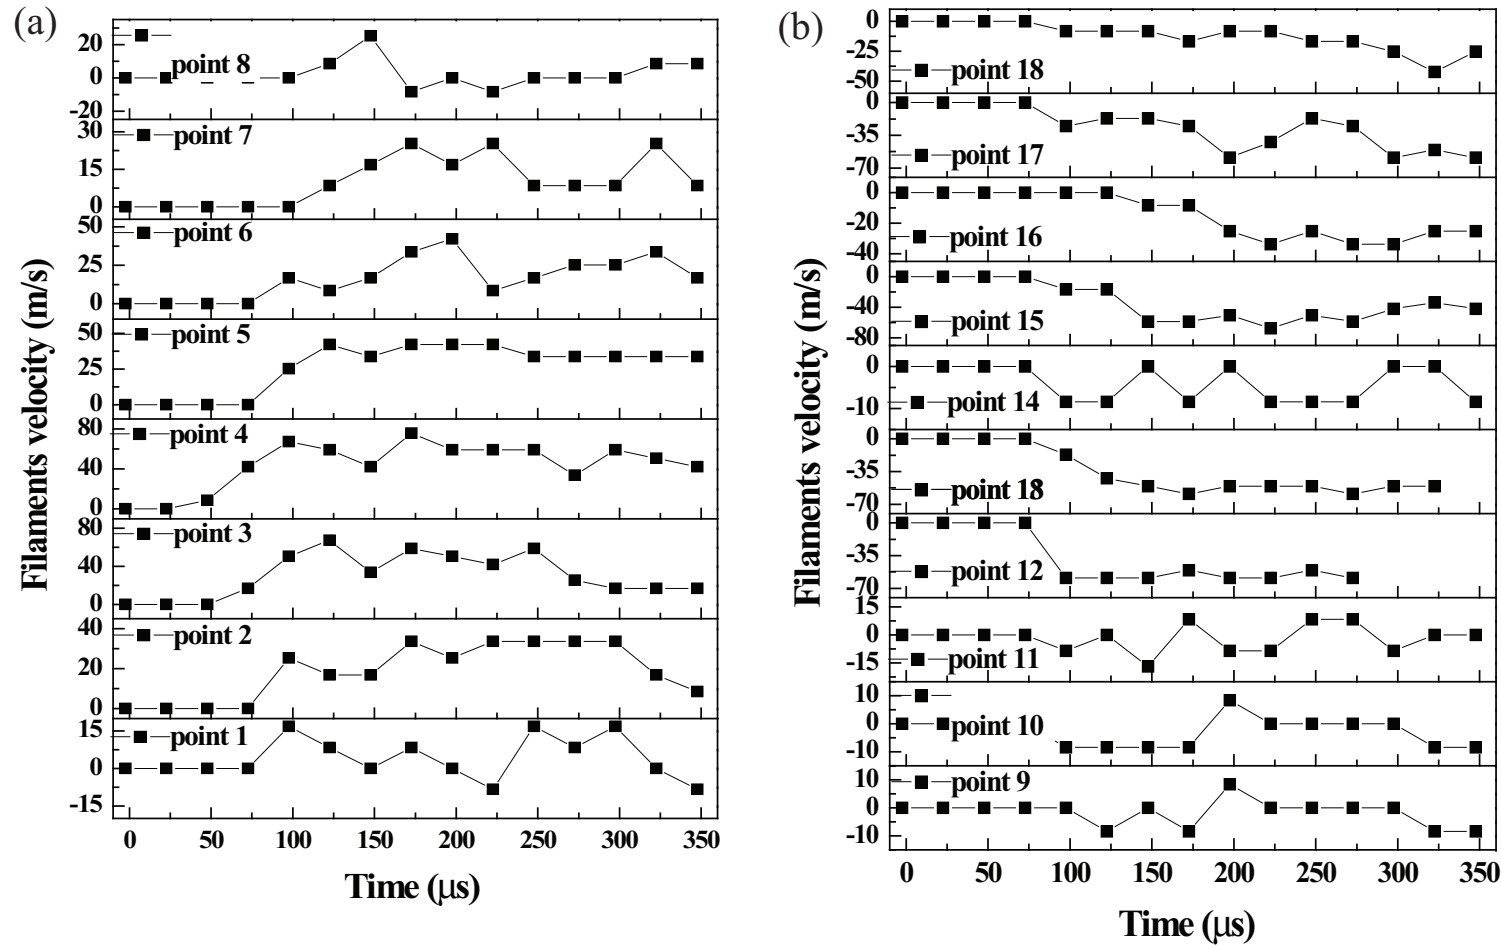 (a)
Filaments velocity (m/s)
20
0
-20
point 8
30
15
0
point 7
50
25
0
point 6
50
25
0
point 5
80
40
0
point 4
80
40
0
point 3
40
20
0
point 2
15
0
-15
point 1
0 50 100 150 200 250 300 350
Time (μs)
(b)
Filaments velocity (m/s)
0
-25
-50
point 18
0
-35
-70
point 17
0
-20
-40
point 16
0
-40
-80
point 15
0
-10
point 14
0
-35
-70
point 18
0
-35
-70
point 12
15
0
-15
point 11
10
0
-10
point 10
10
0
-10
point 9
0 50 100 150 200 250 300 350
Time (μs)